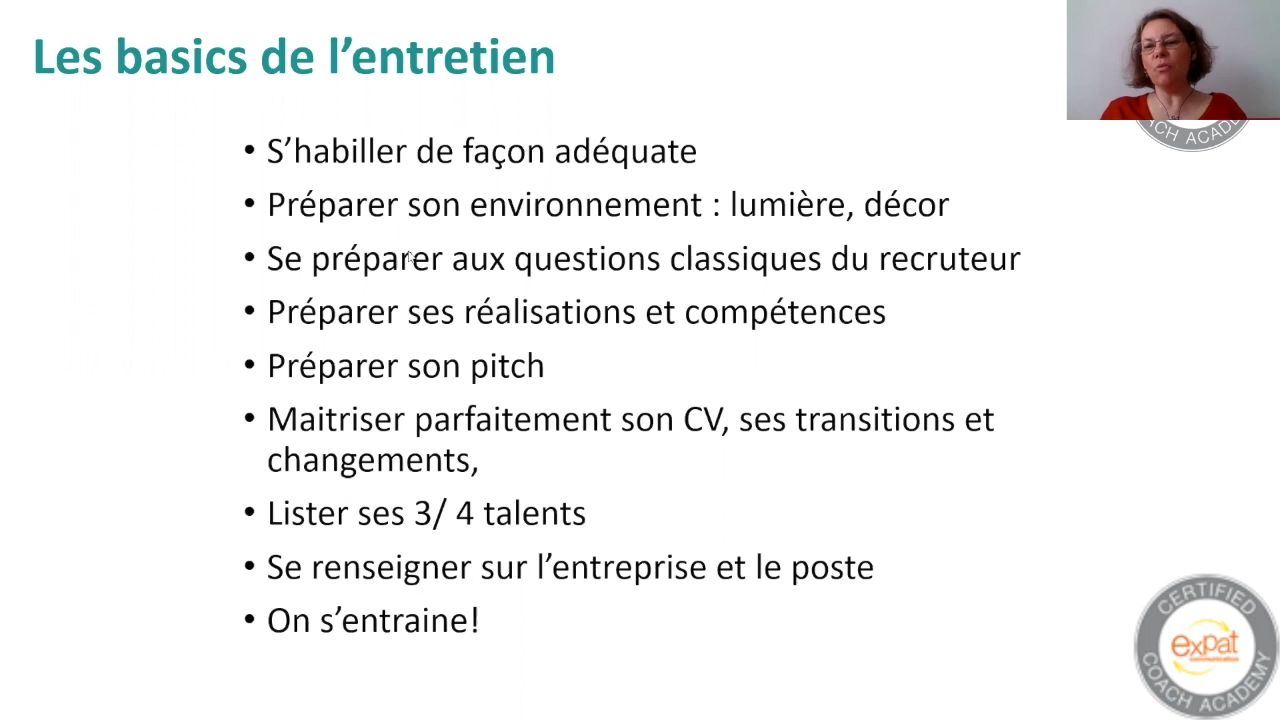 Les basics de l’entretien
• S’habiller de façon adéquate
• Préparer son environnement : lumière, décor
• Se préparer aux questions classiques du recruteur
• Préparer ses réalisations et compétences
• Préparer son pitch
• Maitriser parfaitement son CV, ses transitions et
changements,
• Lister ses 3/ 4 talents
• Se renseigner sur l’entreprise et le poste
• On s’entraine!
CERTIFIED
expat
communication
COACH ACADEMY